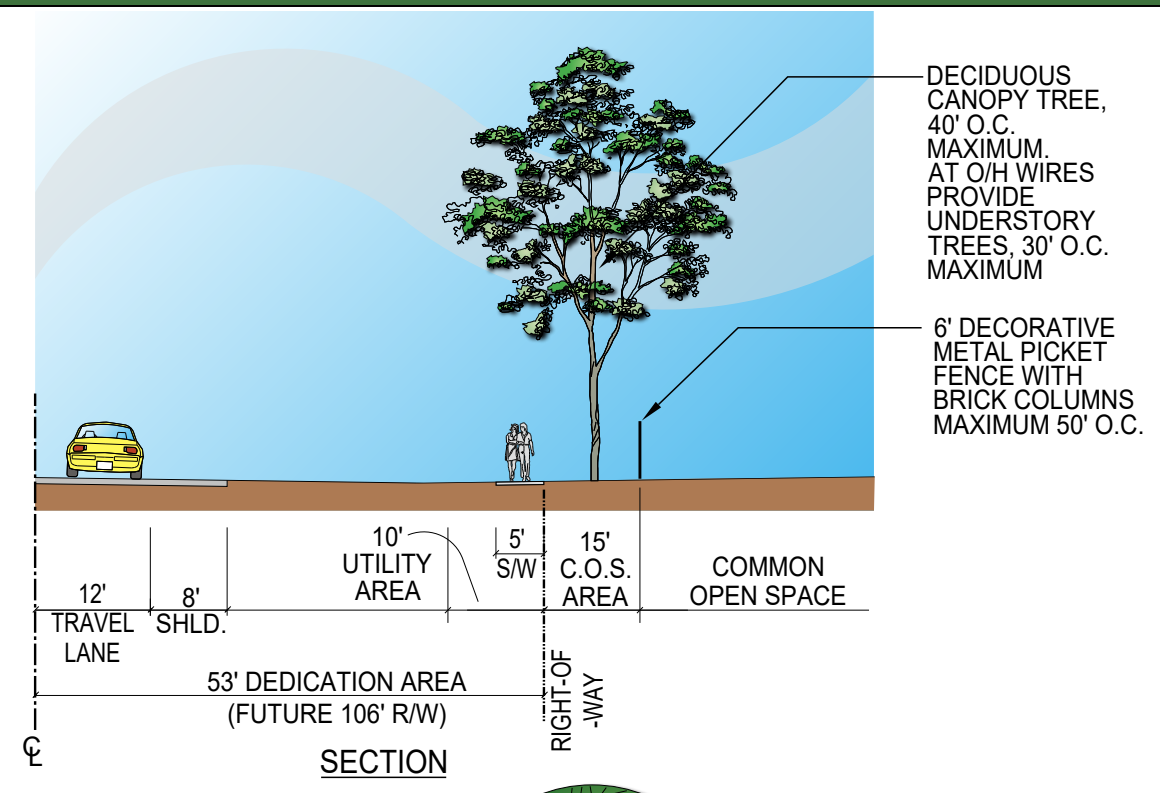 DECIDUOUS
CANOPY TREE,
40' O.C.
MAXIMUM.
AT O/H WIRES
PROVIDE
UNDERSTORY
TREES, 30' O.C.
MAXIMUM
6' DECORATIVE
METAL PICKET
FENCE WITH
BRICK COLUMNS
MAXIMUM 50' O.C.
12'
TRAVEL
LANE
8'
SHLD.
10'
UTILITY
AREA
5'
S/W
15'
C.O.S.
AREA
COMMON
OPEN SPACE
53' DEDICATION AREA
(FUTURE 106' R/W)
RIGHT-OF
-WAY
℄
SECTION